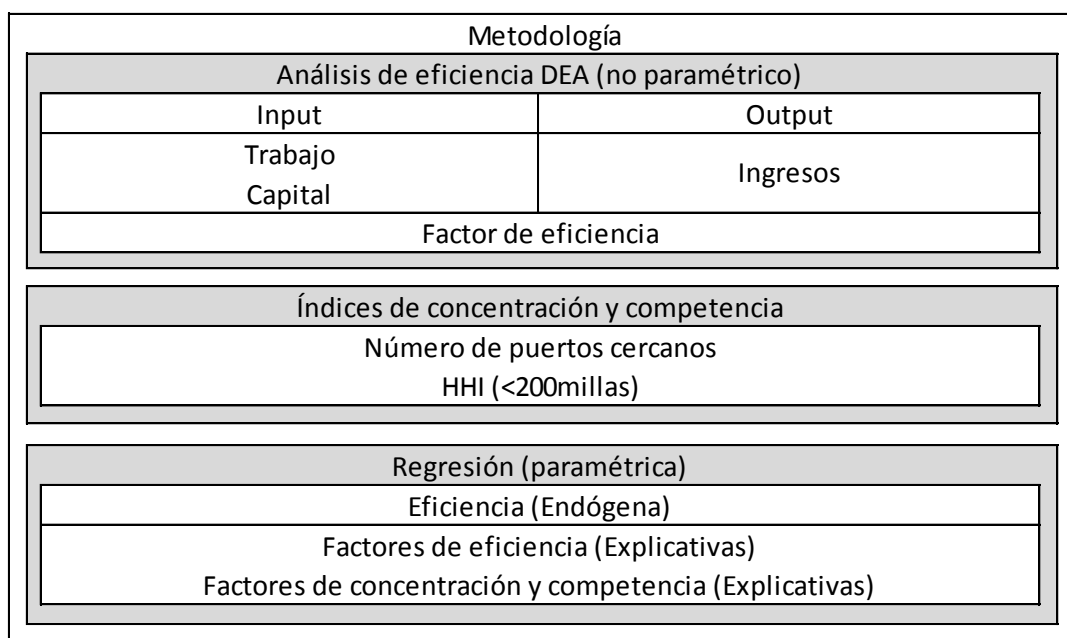 Metodología
Análisis de eficiencia DEA (no paramétrico)
Input
Output
Trabajo
Capital
Ingresos
Factor de eficiencia
Índices de concentración y competencia
Número de puertos cercanos
HHI (<200millas)
Regresión (paramétrica)
Eficiencia (Endógena)
Factores de eficiencia (Explicativas)
Factores de concentración y competencia (Explicativas)